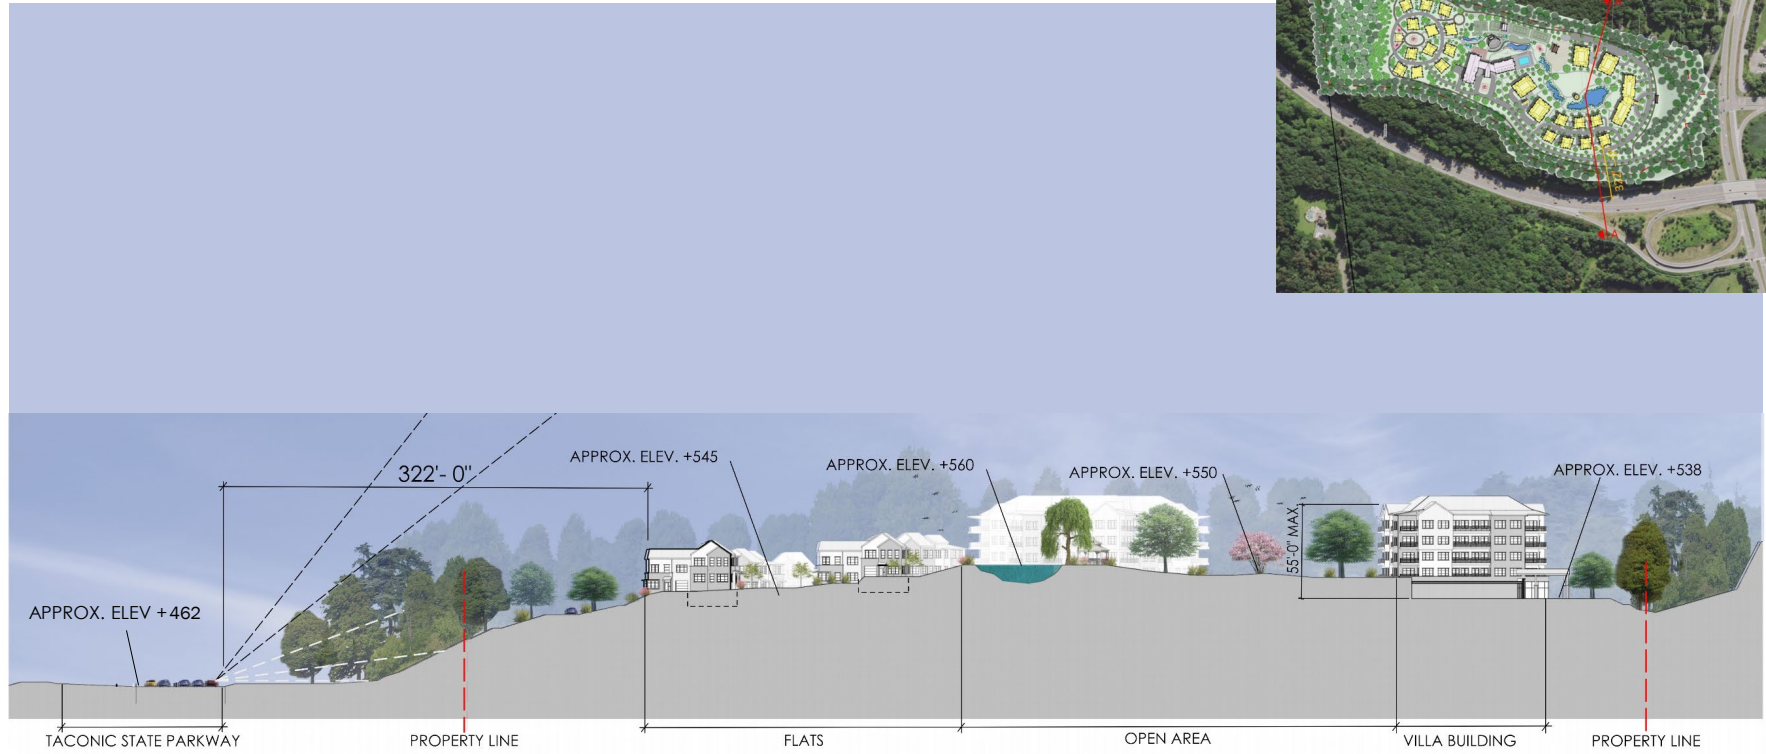 322'
A
322'- 0"
APPROX. ELEV. +545
APPROX. ELEV. +560
APPROX. ELEV. +550
APPROX. ELEV. +538
55'-0" MAX.
APPROX. ELEV +462
TACONIC STATE PARKWAY
PROPERTY LINE
FLATS
OPEN AREA
VILLA BUILDING
PROPERTY LINE